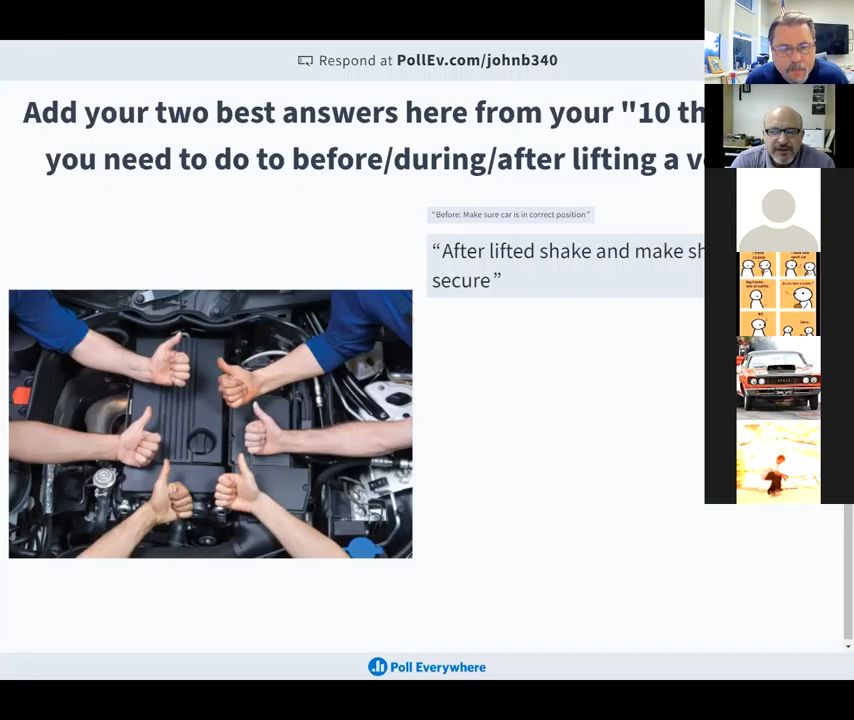 Respond at PollEv.com/johnb340
Add your two best answers here from your "10 th
you need to do to before/during/after lifting a v
“Before: Make sure car is in correct position”
“After lifted shake and make sh
secure”
Poll Everywhere